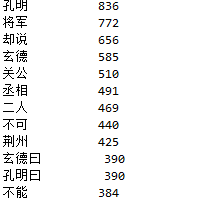 孔明 836
将军 772
却说 656
玄德 585
关公 510
丞相 491
二人 469
不可 440
荆州 425
玄德曰 390
孔明曰 390
不能 384